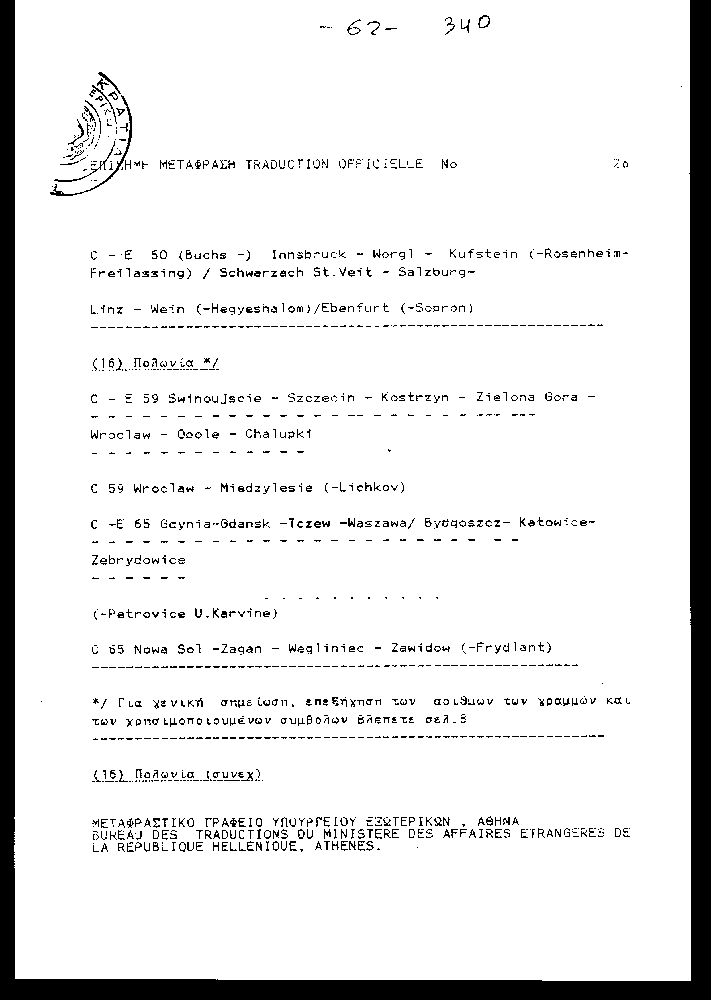 - 62- 340
ΚΡΑΤΙΑ
ΕΡΙΚΩ
ΕΠΙΣΗΜΗ ΜΕΤΑΦΡΑΣΗ TRADUCTION OFFICIELLE No 26
C - E 50 (Buchs -) Innsbruck - Worgl - Kufstein (-Rosenheim-
Freilassing) / Schwarzach St.Veit - Salzburg-
Linz - Wein (-Hegyeshalom)/Ebenfurt (-Sopron)
(16) Πολωνία */
C - E 59 Swinoujscie - Szczecin - Kostrzyn - Zielona Gora -
Wroclaw - Opole - Chalupki
C 59 Wroclaw - Miedzylesie (-Lichkov)
C -E 65 Gdynia-Gdansk -Tczew -Waszawa/ Bydgoszcz- Katowice-
Zebrydowice
(-Petrovice U.Karvine)
C 65 Nowa Sol -Zagan - Wegliniec - Zawidow (-Frydlant)
*/ Για γενική σημείωση, επεξήγηση των αριθμών των γραμμών και
των χρησιμοποιουμένων συμβόλων βλέπετε σελ.8
(16) Πολωνία (συνεχ)
ΜΕΤΑΦΡΑΣΤΙΚΟ ΓΡΑΦΕΙΟ ΥΠΟΥΡΓΕΙΟΥ ΕΞΩΤΕΡΙΚΩΝ , ΑΘΗΝΑ
BUREAU DES TRADUCTIONS DU MINISTERE DES AFFAIRES ETRANGERES DE
LA REPUBLIQUE HELLENIQUE, ATHENES.